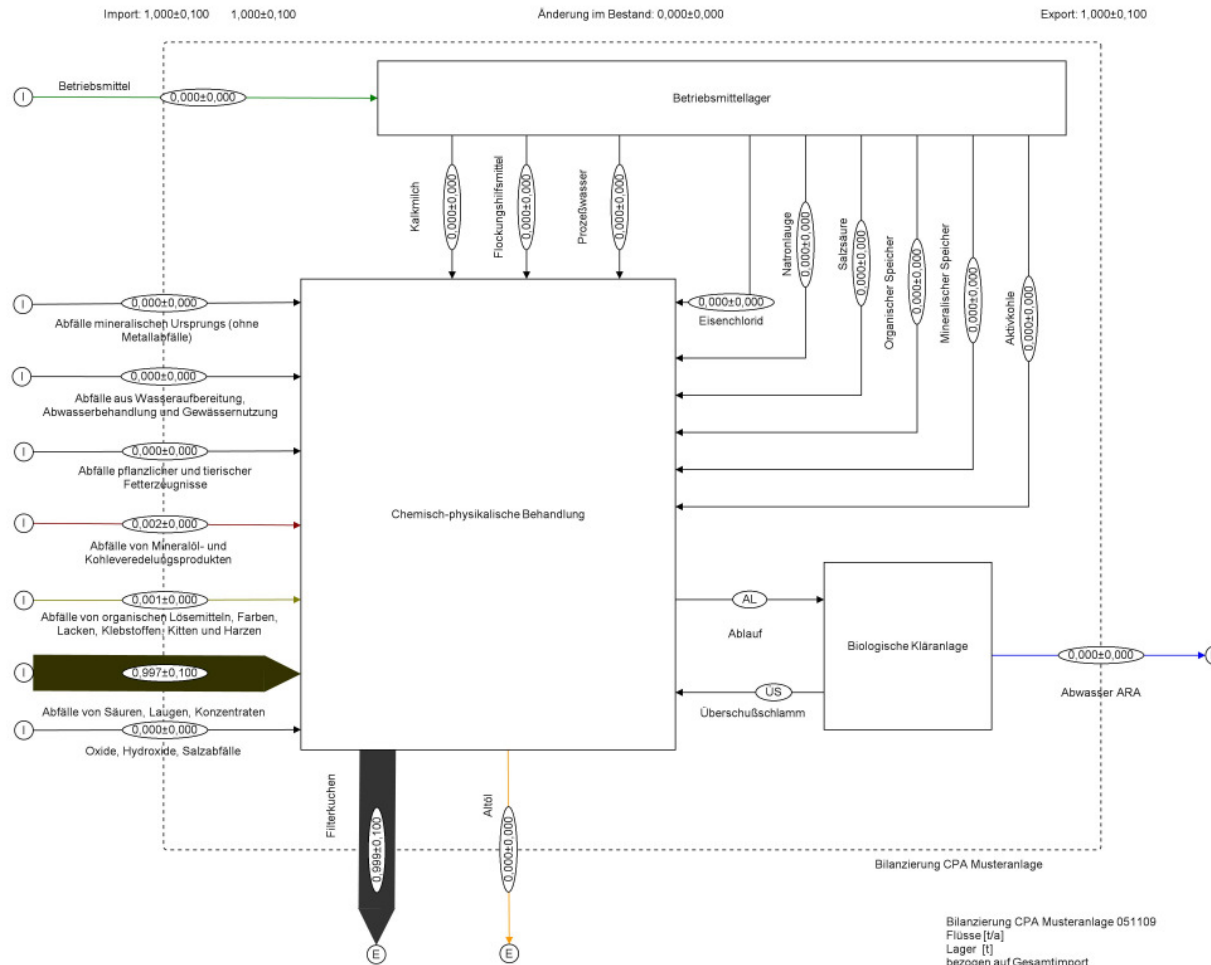 Import: 1,000±0,100
1,000±0,100
Änderung im Bestand: 0,000±0,000
Export: 1,000±0,100
I
Betriebsmittel
0,000±0,000
Betriebsmittellager
Kalkmilch
0,000±0,000
Flockungshilfsmittel
0,000±0,000
Prozeßwasser
0,000±0,000
0,000±0,000
Eisenchlorid
Natronlauge
0,000±0,000
Salzsäure
0,000±0,000
Organischer Speicher
0,000±0,000
Mineralischer Speicher
0,000±0,000
Aktivkohle
0,000±0,000
I
0,000±0,000
Abfälle mineralischen Ursprungs (ohne
Metallabfälle)
I
0,000±0,000
Abfälle aus Wasseraufbereitung,
Abwasserbehandlung und Gewässernutzung
I
0,000±0,000
Abfälle pflanzlicher und tierischer
Fetterzeugnisse
I
0,002±0,000
Abfälle von Mineralöl- und
Kohleveredelungsprodukten
I
0,001±0,000
Abfälle von organischen Lösemitteln, Farben,
Lacken, Klebstoffen, Kitten und Harzen
I
0,997±0,100
Abfälle von Säuren, Laugen, Konzentraten
I
0,000±0,000
Oxide, Hydroxide, Salzabfälle
Chemisch-physikalische Behandlung
AL
Ablauf
ÜS
Überschußschlamm
Biologische Kläranlage
0,000±0,000
Abwasser ARA
Filterkuchen
0,999±0,100
E
Altöl
0,000±0,000
E
Bilanzierung CPA Musteranlage
Bilanzierung CPA Musteranlage 051109
Flüsse [t/a]
Lager [t]
bezogen auf Gesamtimport